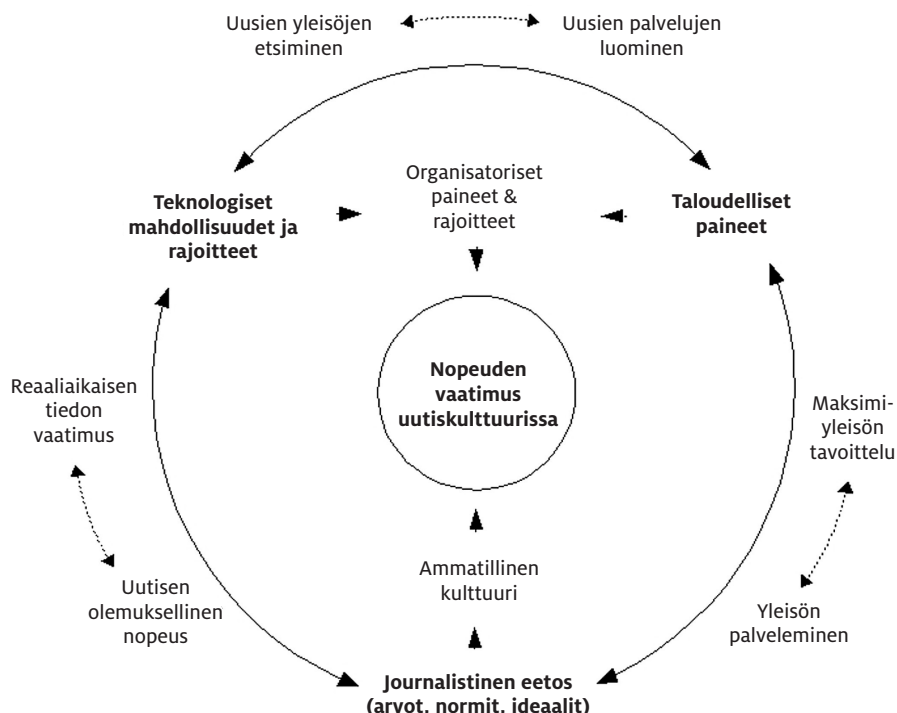 Uusien yleisöjen
etsiminen
Uusien palvelujen
luominen
Organisatoriset
paineet &
rajoitteet
Teknologiset
mahdollisuudet ja
rajoitteet
Taloudelliset
paineet
Nopeuden
vaatimus
uutiskulttuurissa
Reaaliaikaisen
tiedon
vaatimus
Maksimi-
yleisön
tavoittelu
Ammatillinen
kulttuuri
Uutisen
olemuksellinen
nopeus
Yleisön
palveleminen
Journalistinen eetos
(arvot, normit, ideaalit)